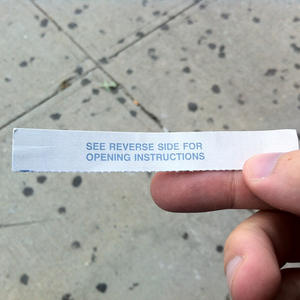 SEE REVERSE SIDE FOR
OPENING INSTRUCTIONS